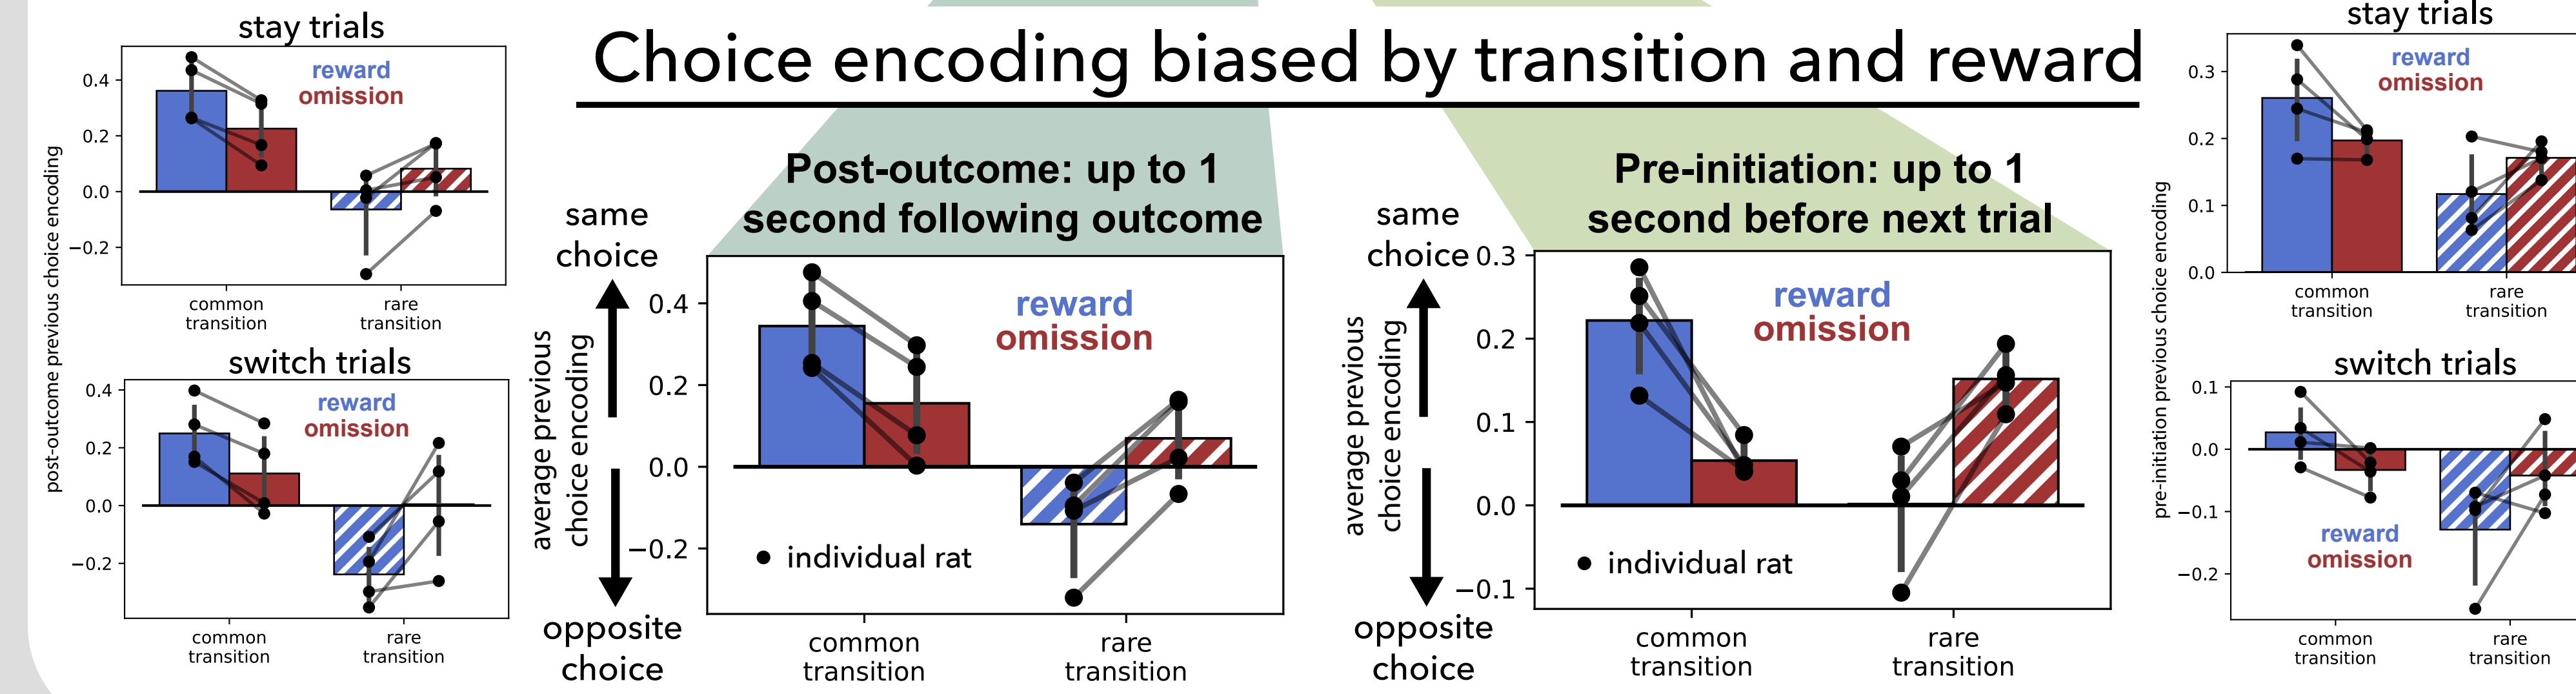 Choice encoding biased by transition and reward
stay trials
reward
omission
0.4
0.2
0.0
−0.2
common
transition
rare
transition
post-outcome previous choice encoding
switch trials
reward
omission
0.4
0.2
0.0
−0.2
common
transition
rare
transition
Post-outcome: up to 1
second following outcome
same
choice
average previous
choice encoding
opposite
choice
0.4
0.2
0.0
−0.2
reward
omission
individual rat
common
transition
rare
transition
Pre-initiation: up to 1
second before next trial
same
choice
average previous
choice encoding
opposite
choice
0.3
0.2
0.1
0.0
−0.1
reward
omission
individual rat
common
transition
rare
transition
stay trials
reward
omission
0.3
0.2
0.1
0.0
common
transition
rare
transition
pre-initiation previous choice encoding
switch trials
0.1
0.0
−0.1
−0.2
reward
omission
common
transition
rare
transition